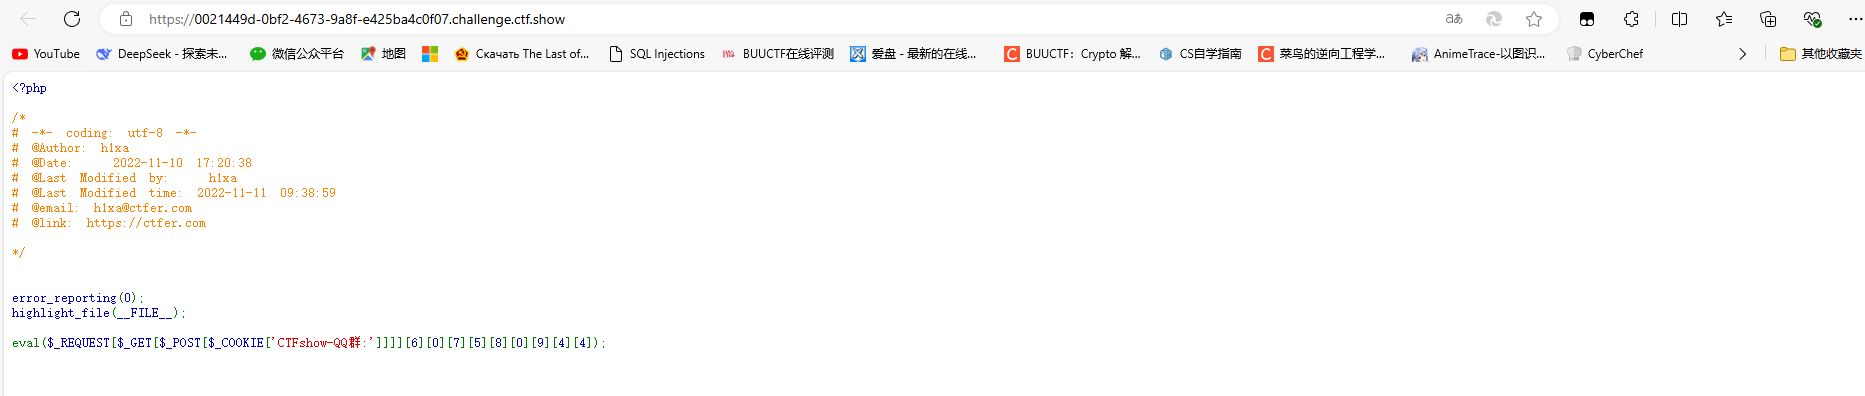 https://0021449d-0bf2-4673-9a8f-e425ba4c0f07.challenge.ctf.show
YouTube DeepSeek - 探索未... 微信公众平台 地图 Скачать The Last of... SQL Injections BUUCTF在线评测 爱盘 - 最新的在线... BUUCTF：Crypto 解... CS自学指南 菜鸟的逆向工程学... AnimeTrace-以图识... CyberChef 其他收藏夹
<?php
/*
# -*- coding: utf-8 -*-
# @Author: h1xa
# @Date:   2022-11-10 17:20:38
# @Last Modified by:   h1xa
# @Last Modified time: 2022-11-11 09:38:59
# @email: h1xa@ctfer.com
# @link: https://ctfer.com
*/
error_reporting(0);
highlight_file(__FILE__);
eval($_REQUEST[$_GET[$_POST[$_COOKIE['CTFshow-QQ群:']]]][6][0][7][5][8][0][9][4][4]);